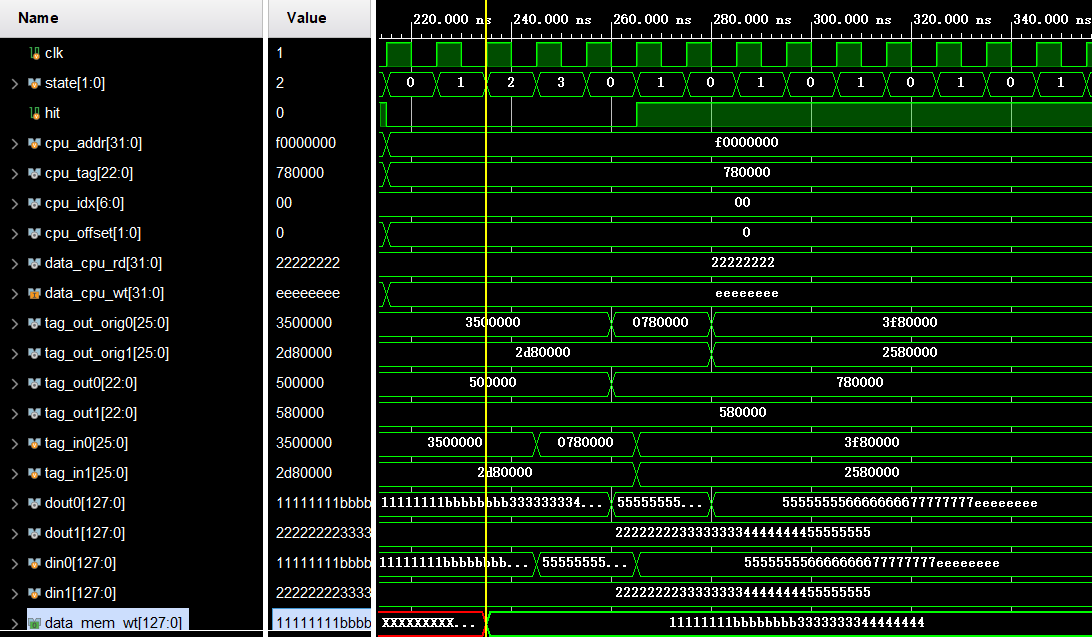 Name Value 220.000 ns 240.000 ns 260.000 ns 280.000 ns 300.000 ns 320.000 ns 340.000 ns
clk 1
state[1:0] 2 0 1 2 3 0 1 0 1 0 1 0 1 0 1
hit 0
cpu_addr[31:0] f0000000 f0000000
cpu_tag[22:0] 780000 780000
cpu_idx[6:0] 00 00
cpu_offset[1:0] 0 0
data_cpu_rd[31:0] 22222222 22222222
data_cpu_wt[31:0] eeeeeeee eeeeeeee
tag_out_orig0[25:0] 3500000 3500000 0780000 3f80000
tag_out_orig1[25:0] 2d80000 2d80000 2580000
tag_out0[22:0] 500000 500000 780000
tag_out1[22:0] 580000 580000
tag_in0[25:0] 3500000 3500000 0780000 3f80000
tag_in1[25:0] 2d80000 2d80000 2580000
dout0[127:0] 11111111bbbb 11111111bbbbbbbb333333334... 55555555... 555555556666666677777777eeeeeeee
dout1[127:0] 222222223333 22222222333333334444444455555555
din0[127:0] 11111111bbbb 11111111bbbbbbbb... 55555555... 555555556666666677777777eeeeeeee
din1[127:0] 222222223333 22222222333333334444444455555555
data_mem_wt[127:0] 11111111bbbb XXXXXXXXX... 11111111bbbbbbbb3333333344444444